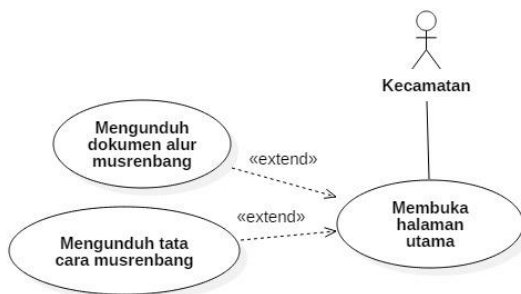 Kecamatan
Mengunduh
dokumen alur
musrenbang
«extend»
«extend»
Mengunduh tata
cara musrenbang
Membuka
halaman
utama